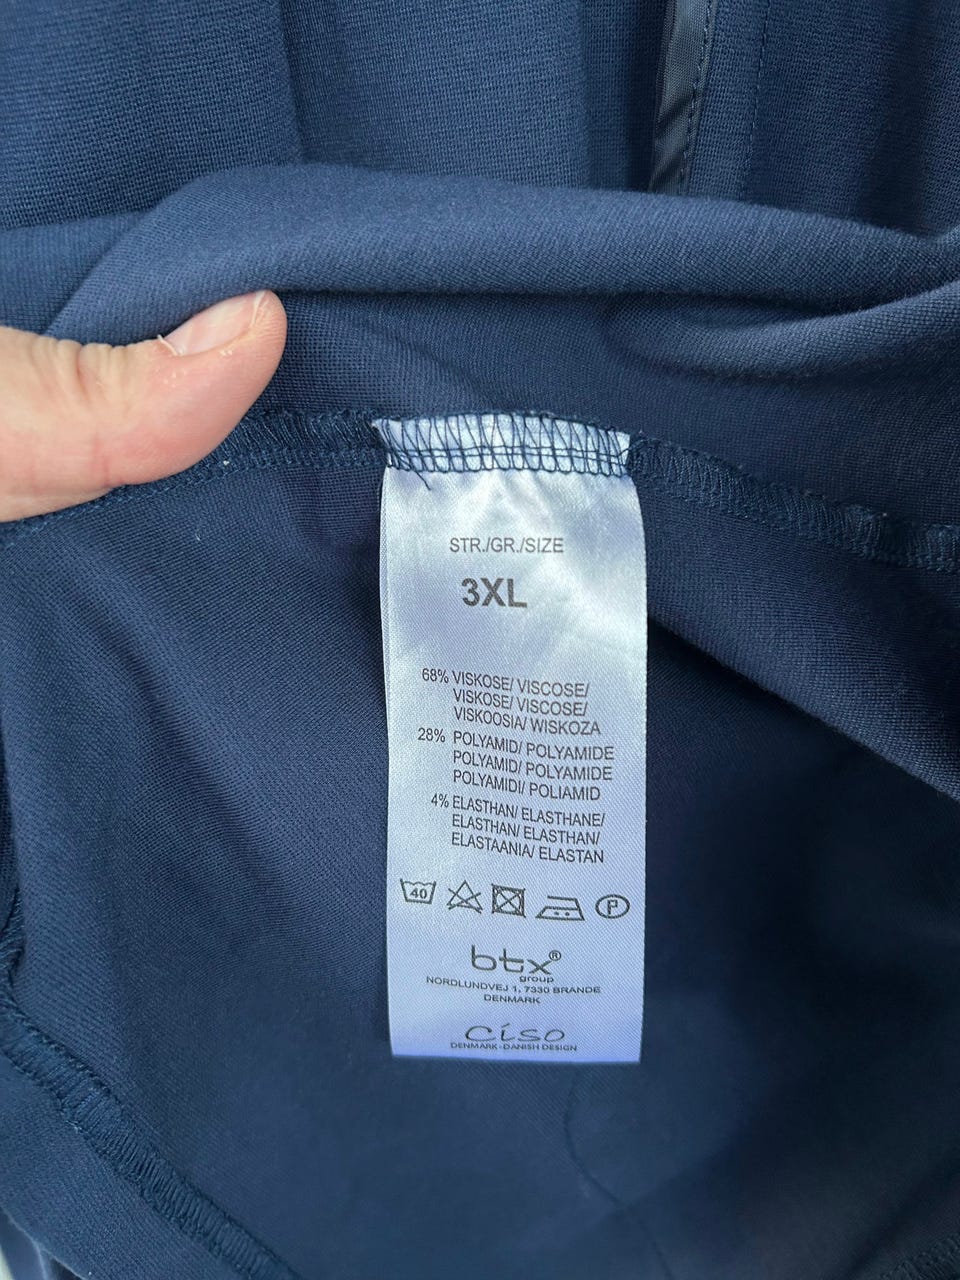 STR./GR./SIZE
3XL
68% VISKOSE/ VISCOSE/
VISKOSE/ VISCOSE/
VISKOOSIA/ WISKOZA
28% POLYAMID/ POLYAMIDE
POLYAMID/ POLYAMIDE
POLYAMIDI/ POLIAMID
4% ELASTHAN/ ELASTHANE/
ELASTHAN/ ELASTHAN/
ELASTAANIA/ ELASTAN
40 P
btx®
group
NORDLUNDVEJ 1, 7330 BRANDE
DENMARK
Ciso
DENMARK - DANISH DESIGN